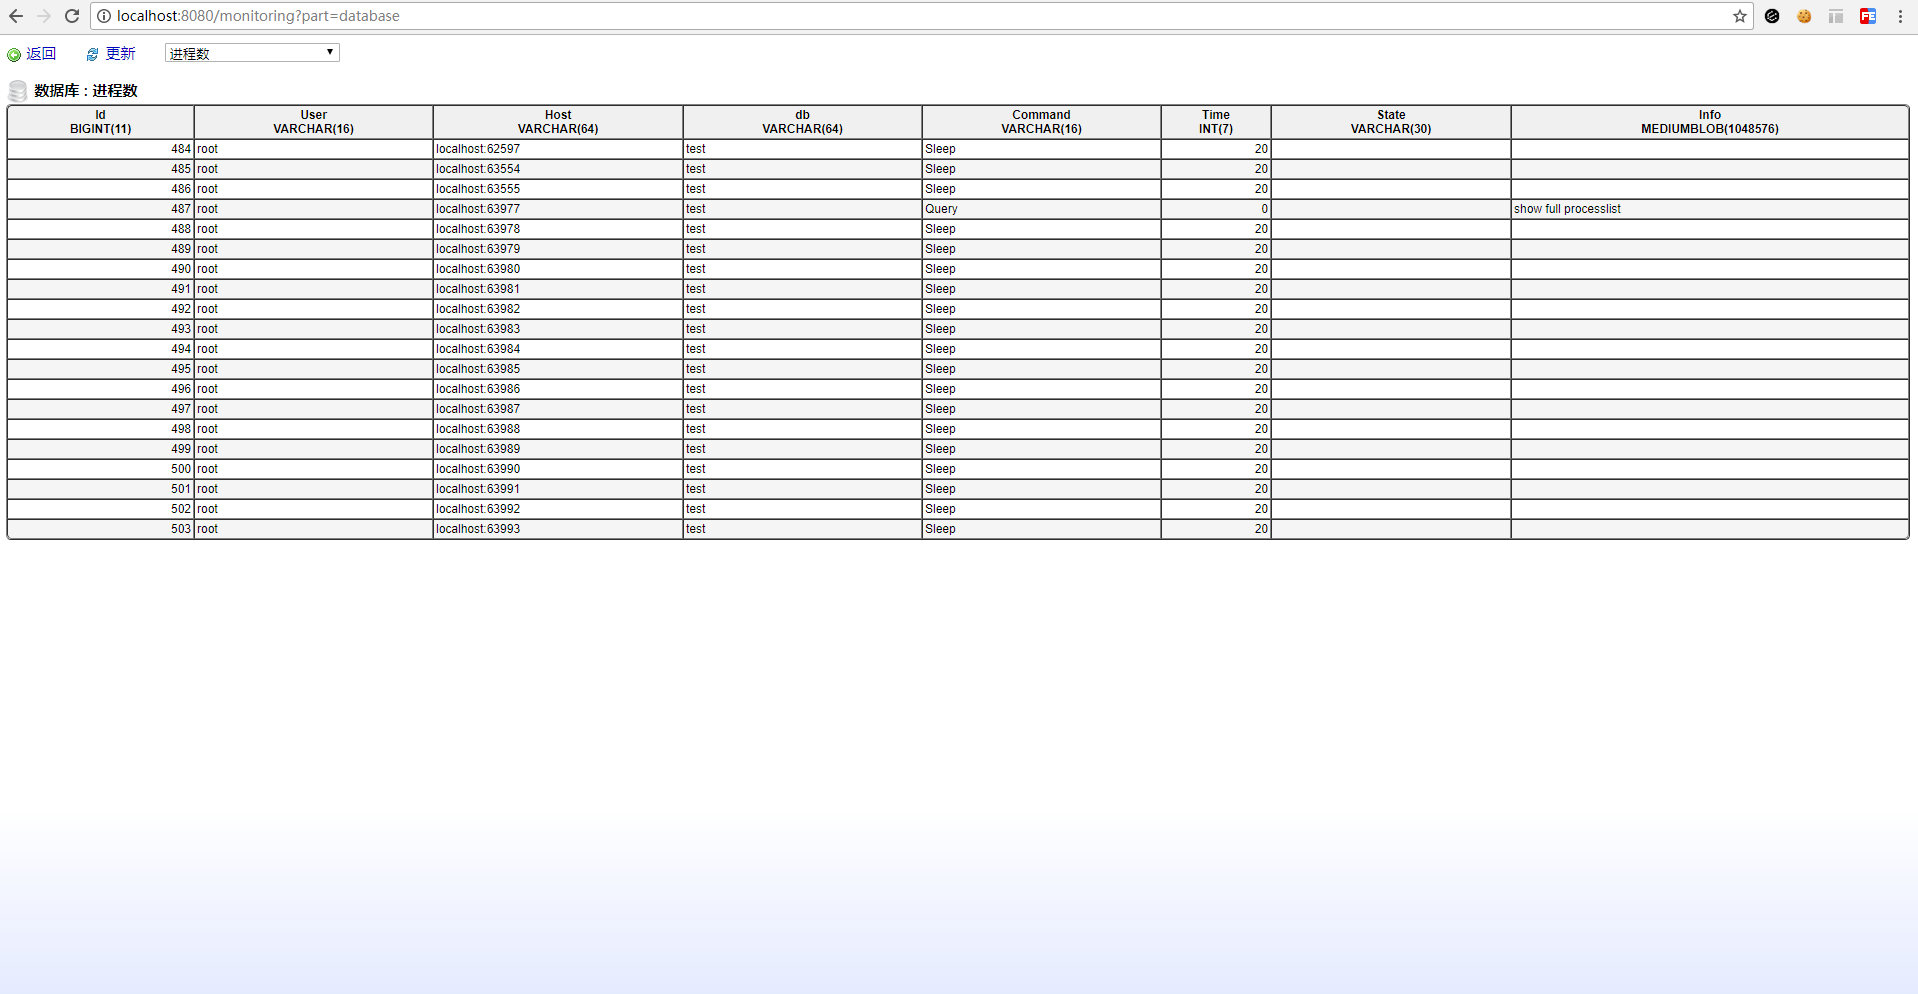 localhost:8080/monitoring?part=database
返回 更新 进程数
数据库 : 进程数
Id User Host db Command Time State Info
BIGINT(11) VARCHAR(16) VARCHAR(64) VARCHAR(64) VARCHAR(16) INT(7) VARCHAR(30) MEDIUMBLOB(1048576)
484 root localhost:62597 test Sleep 20
485 root localhost:63554 test Sleep 20
486 root localhost:63555 test Sleep 20
487 root localhost:63977 test Query 0 show full processlist
488 root localhost:63978 test Sleep 20
489 root localhost:63979 test Sleep 20
490 root localhost:63980 test Sleep 20
491 root localhost:63981 test Sleep 20
492 root localhost:63982 test Sleep 20
493 root localhost:63983 test Sleep 20
494 root localhost:63984 test Sleep 20
495 root localhost:63985 test Sleep 20
496 root localhost:63986 test Sleep 20
497 root localhost:63987 test Sleep 20
498 root localhost:63988 test Sleep 20
499 root localhost:63989 test Sleep 20
500 root localhost:63990 test Sleep 20
501 root localhost:63991 test Sleep 20
502 root localhost:63992 test Sleep 20
503 root localhost:63993 test Sleep 20